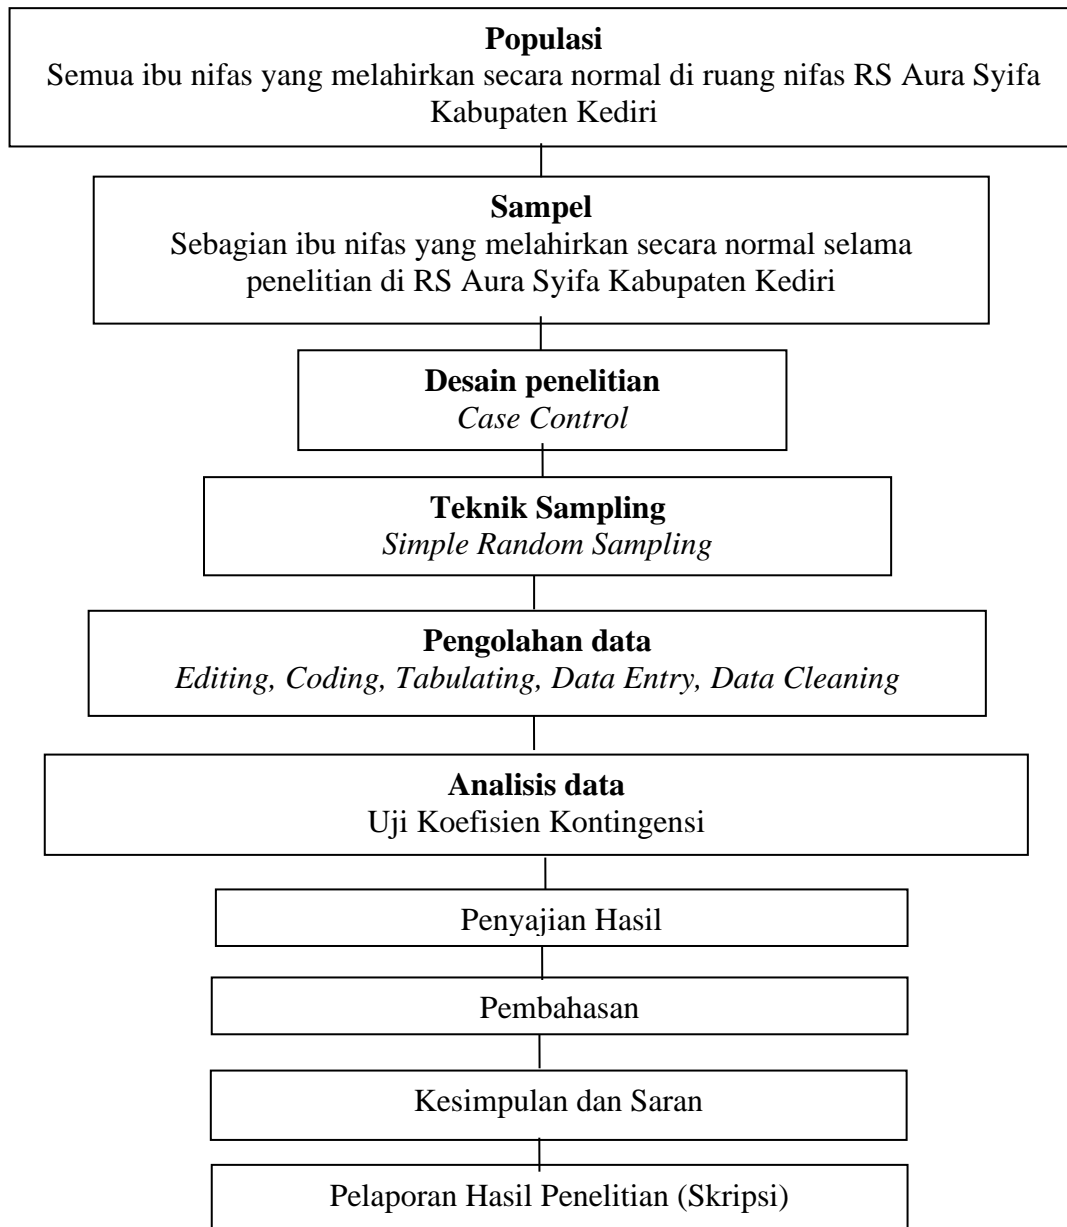 Populasi
Semua ibu nifas yang melahirkan secara normal di ruang nifas RS Aura Syifa
Kabupaten Kediri
Sampel
Sebagian ibu nifas yang melahirkan secara normal selama
penelitian di RS Aura Syifa Kabupaten Kediri
Desain penelitian
Case Control
Teknik Sampling
Simple Random Sampling
Pengolahan data
Editing, Coding, Tabulating, Data Entry, Data Cleaning
Analisis data
Uji Koefisien Kontingensi
Penyajian Hasil
Pembahasan
Kesimpulan dan Saran
Pelaporan Hasil Penelitian (Skripsi)